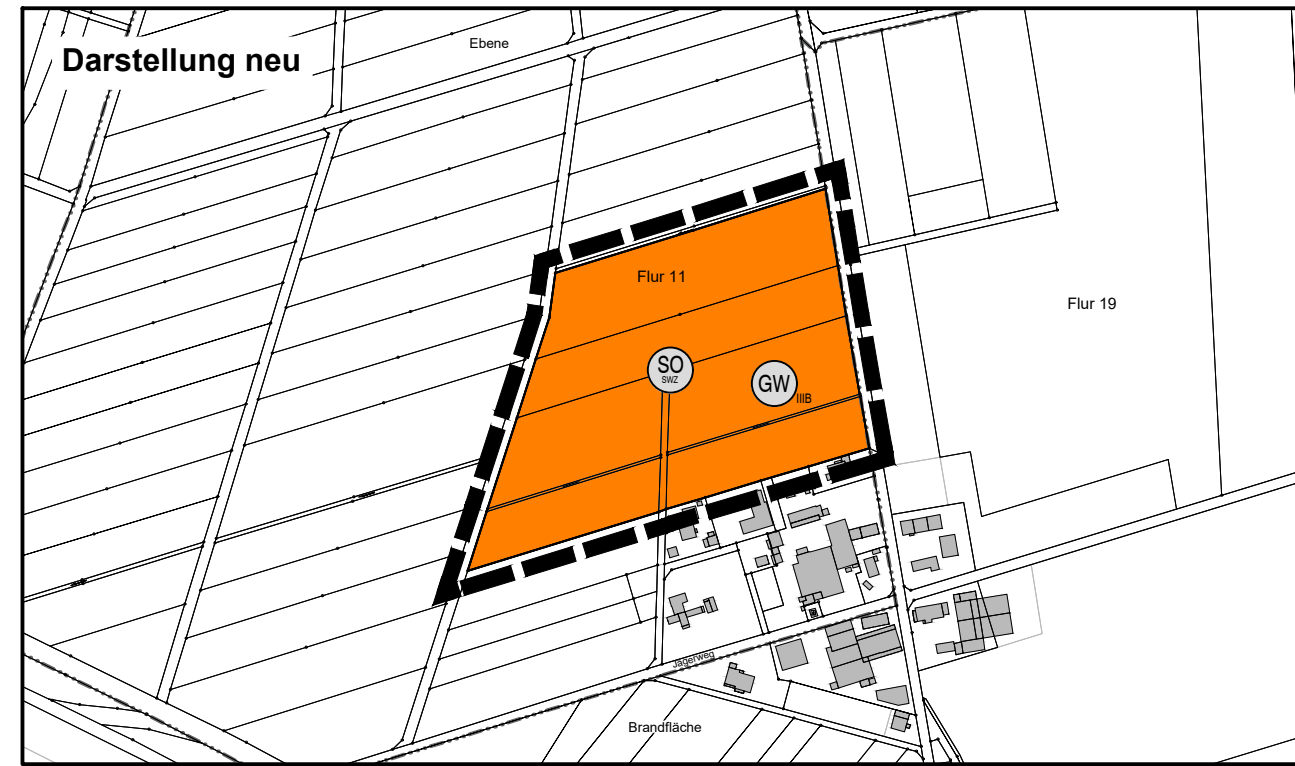 Ebene
Darstellung neu
Flur 11
Flur 19
SO
SWZ
GW
IIIB
Jägerweg
Brandfläche